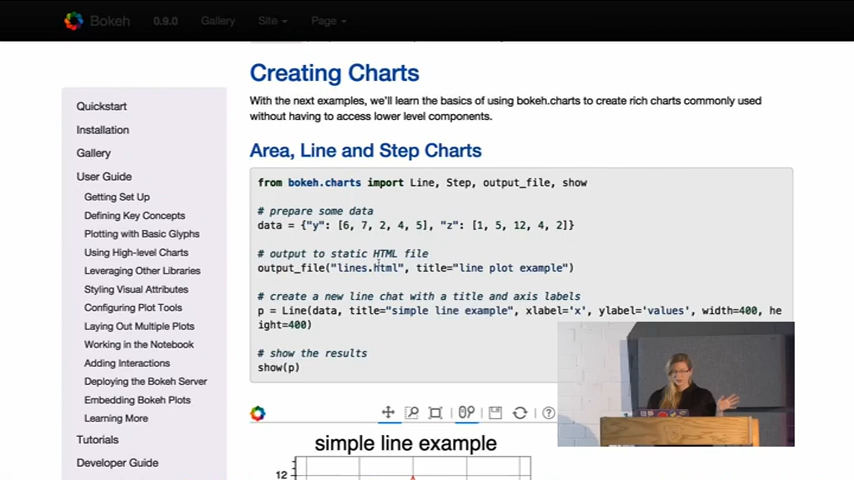 Bokeh 0.9.0 Gallery Site Page
Creating Charts
With the next examples, we'll learn the basics of using bokeh.charts to create rich charts commonly used
without having to access lower level components.
Area, Line and Step Charts
from bokeh.charts import Line, Step, output_file, show
# prepare some data
data = {"y": [6, 7, 2, 4, 5], "z": [1, 5, 12, 4, 2]}
# output to static HTML file
output_file("lines.html", title="line plot example")
# create a new line chat with a title and axis labels
p = Line(data, title="simple line example", xlabel='x', ylabel='values', width=400, he
ight=400)
# show the results
show(p)
simple line example
12
Quickstart
Installation
Gallery
User Guide
Getting Set Up
Defining Key Concepts
Plotting with Basic Glyphs
Using High-level Charts
Leveraging Other Libraries
Styling Visual Attributes
Configuring Plot Tools
Laying Out Multiple Plots
Working in the Notebook
Adding Interactions
Deploying the Bokeh Server
Embedding Bokeh Plots
Learning More
Tutorials
Developer Guide